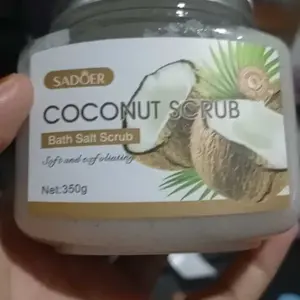 SADOER
COCONUT SCRUB
Bath Salt Scrub
Soft and exfoliating
Net:350g